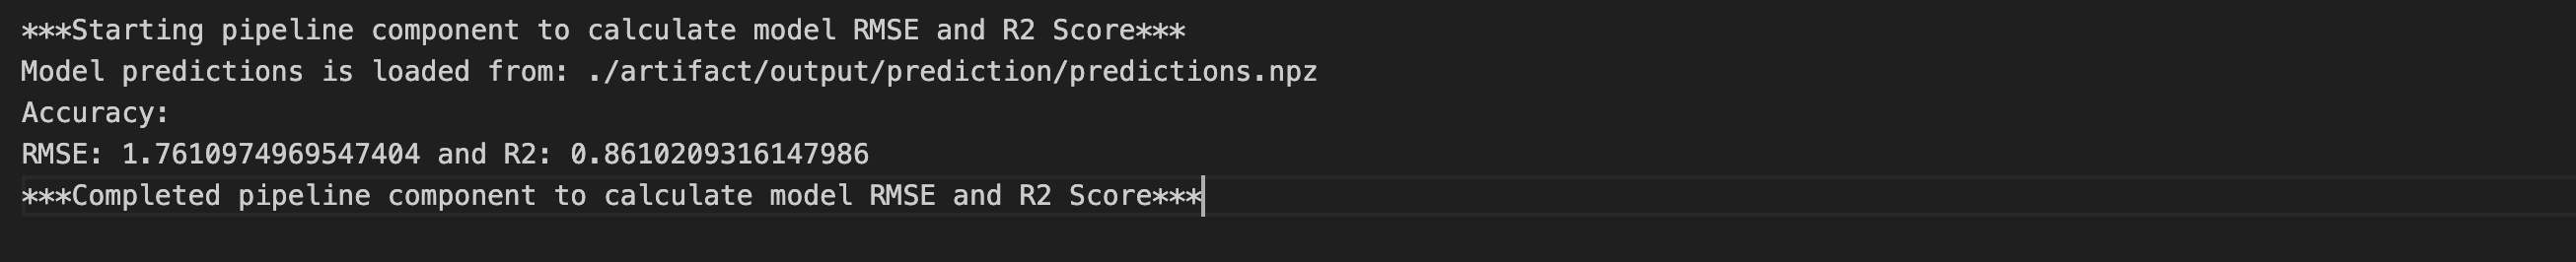 ***Starting pipeline component to calculate model RMSE and R2 Score***
Model predictions is loaded from: ./artifact/output/prediction/predictions.npz
Accuracy:
RMSE: 1.7610974969547404 and R2: 0.8610209316147986
***Completed pipeline component to calculate model RMSE and R2 Score***